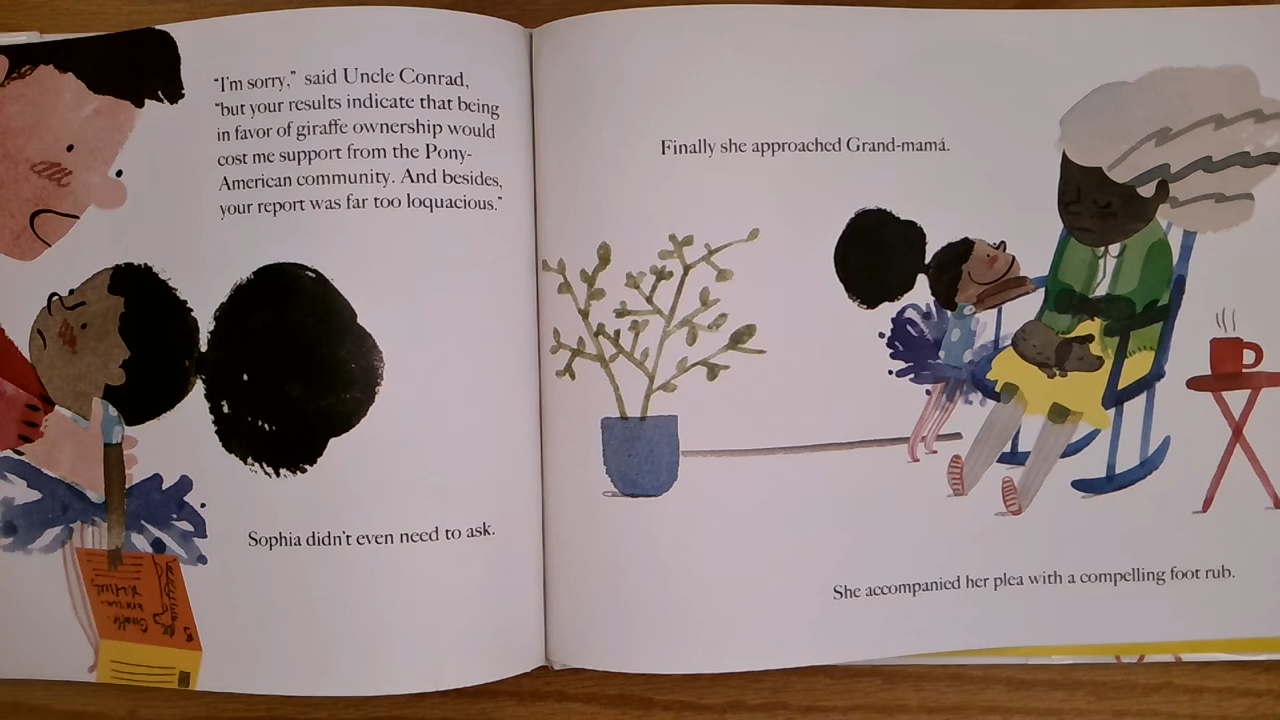 "I'm sorry," said Uncle Conrad,
"but your results indicate that being
in favor of giraffe ownership would
cost me support from the Pony-
American community. And besides,
your report was far too loquacious."
Sophia didn't even need to ask.
Giraffe
Finally she approached Grand-mamá.
She accompanied her plea with a compelling foot rub.